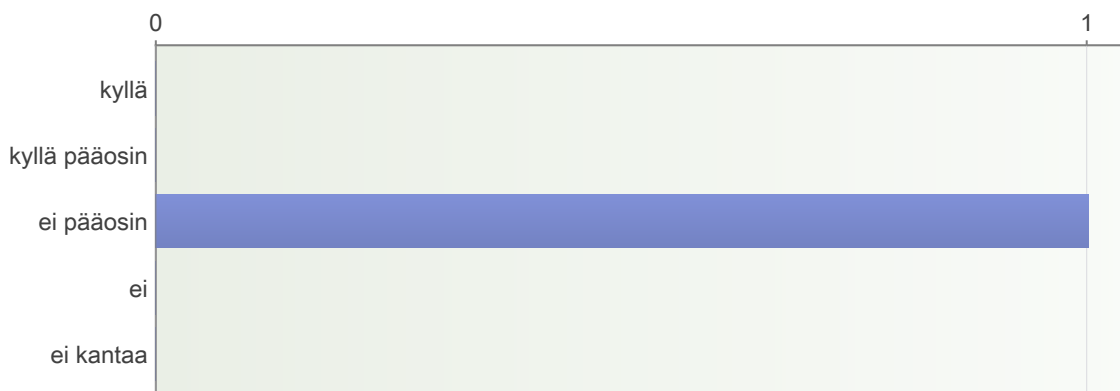 0 1
kyllä
kyllä pääosin
ei pääosin
ei
ei kantaa